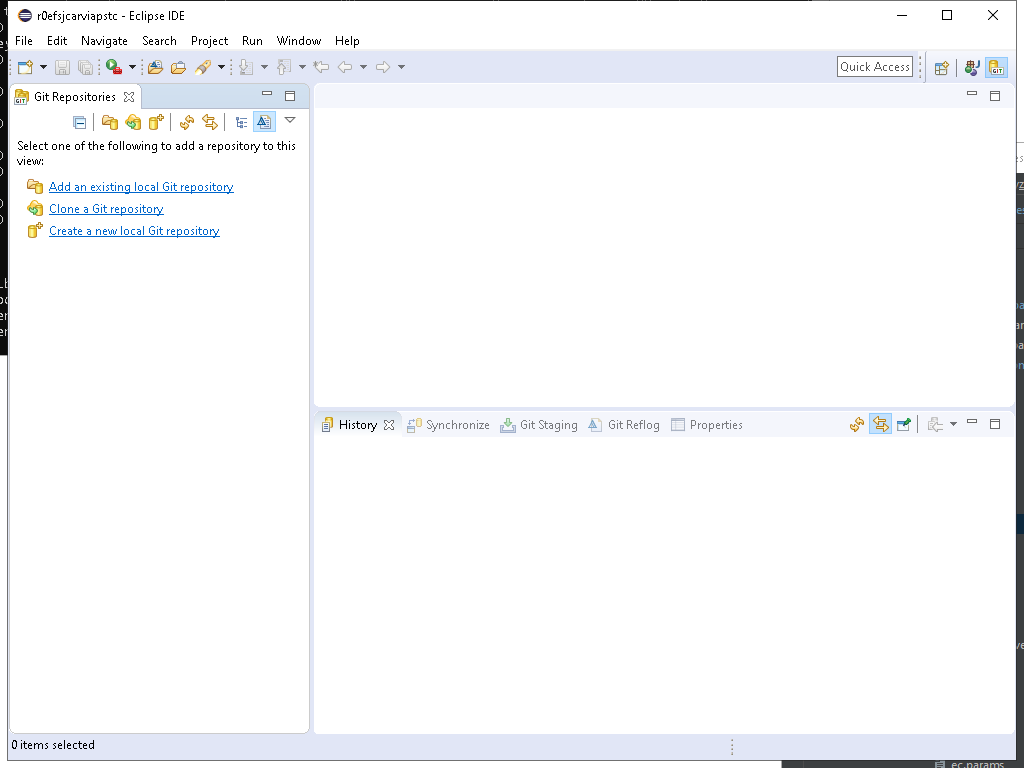 r0efsjcarviapstc - Eclipse IDE
File Edit Navigate Search Project Run Window Help
Quick Access
Git Repositories
Select one of the following to add a repository to this
view:
Add an existing local Git repository
Clone a Git repository
Create a new local Git repository
History Synchronize Git Staging Git Reflog Properties
0 items selected
ec.params